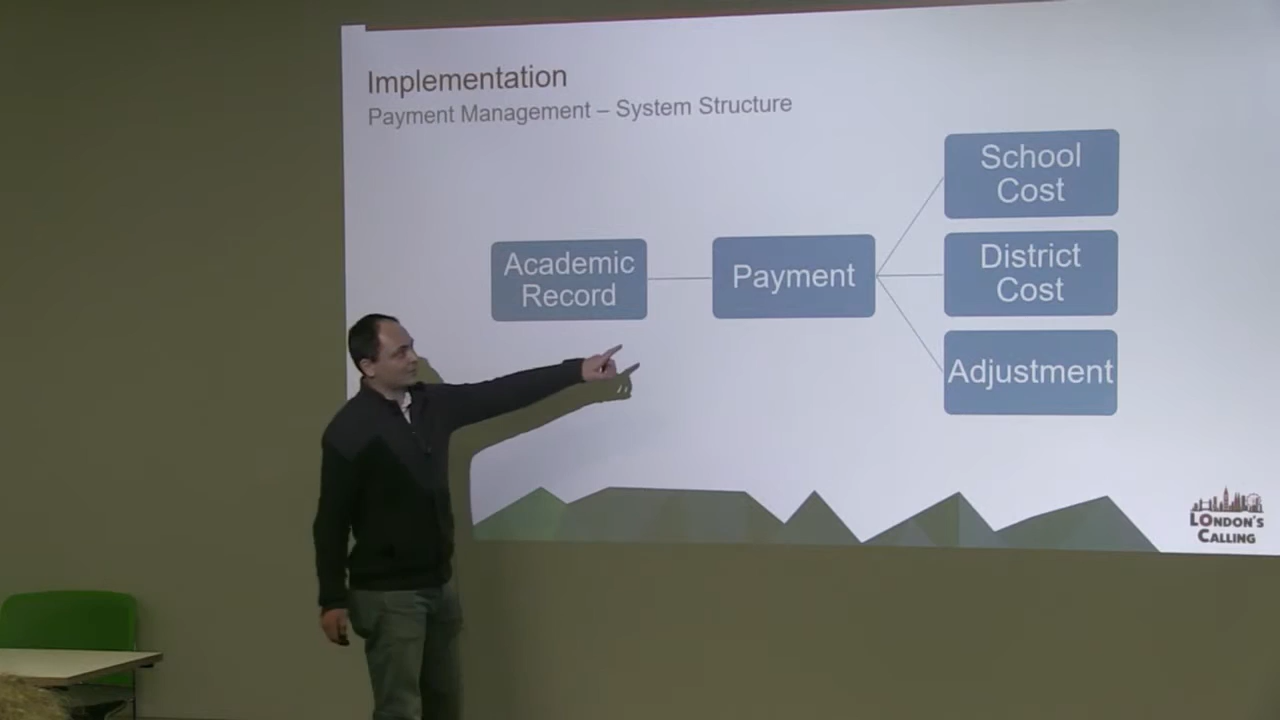 Implementation
Payment Management – System Structure
School
Cost
Academic
Record
Payment
District
Cost
Adjustment
LONDON'S
CALLING